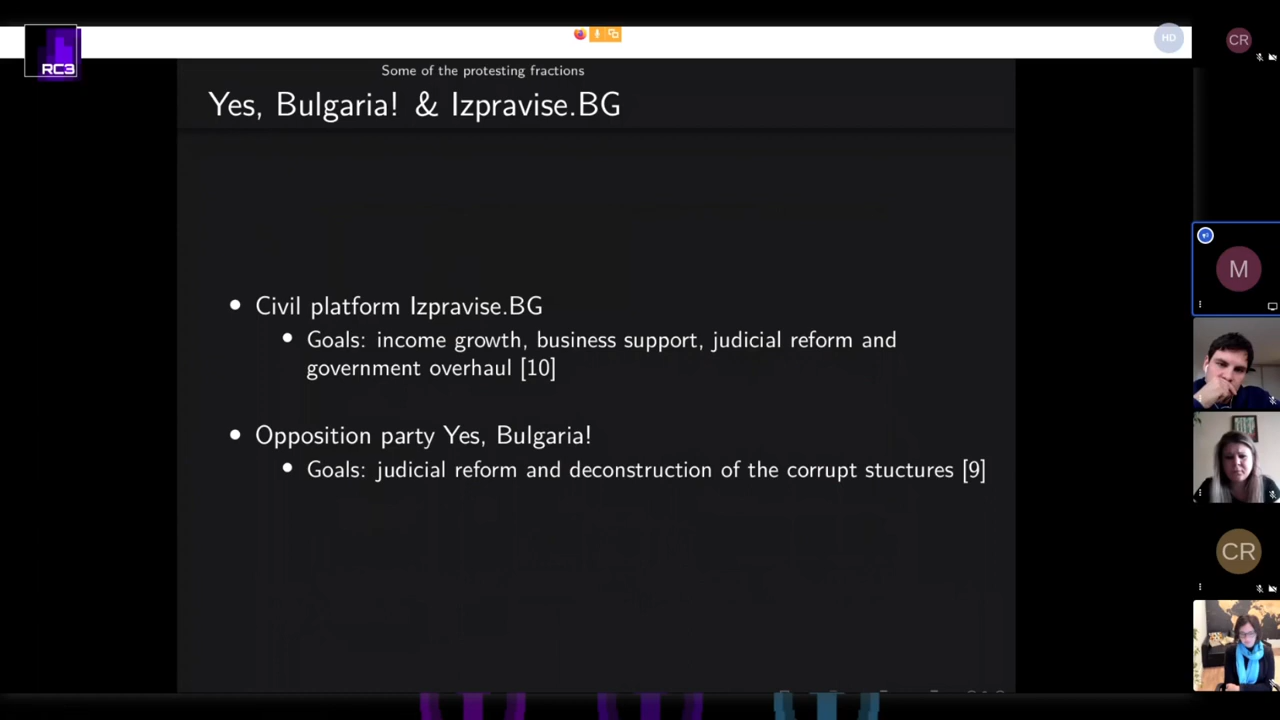 RC3
HD
CR
Some of the protesting fractions
Yes, Bulgaria! & Izpravise.BG
M
Civil platform Izpravise.BG
Goals: income growth, business support, judicial reform and
government overhaul [10]
Opposition party Yes, Bulgaria!
Goals: judicial reform and deconstruction of the corrupt stuctures [9]
CR